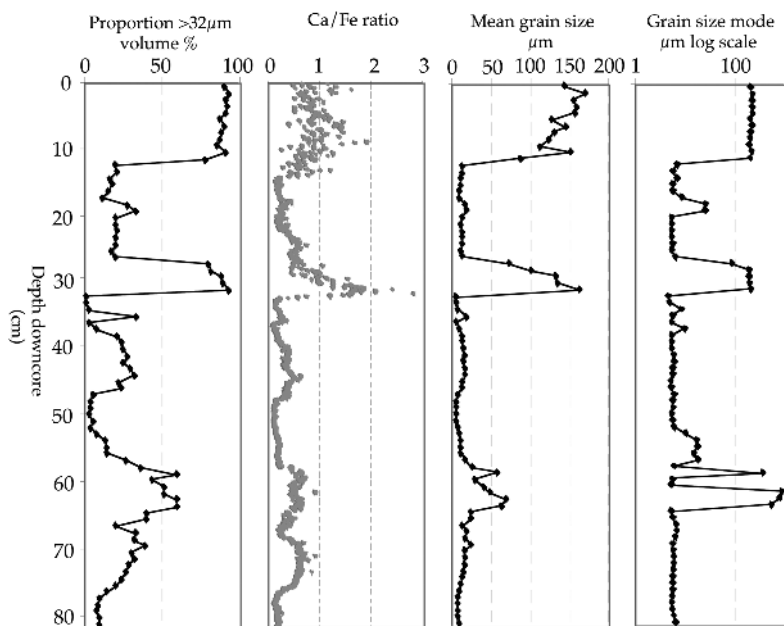 Proportion >32µm
volume %
Ca/Fe ratio
Mean grain size
µm
Grain size mode
µm log scale
0 50 100
0 1 2 3
0 50 100 150 200
1 100
0
10
20
30
40
50
60
70
80
Depth downcore
(cm)